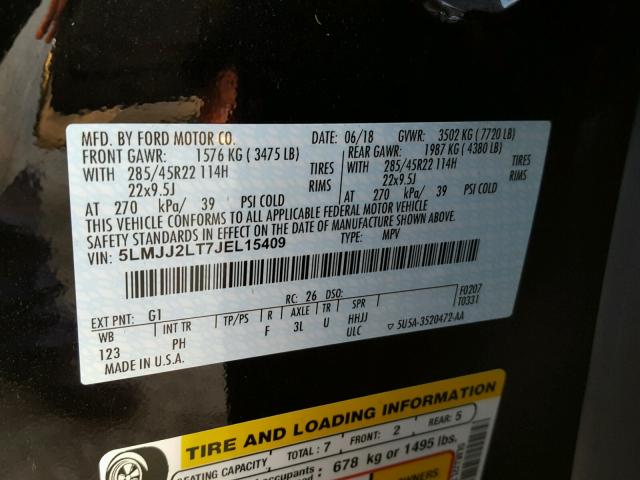 MFD. BY FORD MOTOR CO. DATE: 06/18 GVWR: 3502 KG (7720 LB)
FRONT GAWR: 1576 KG (3475 LB) REAR GAWR: 1987 KG (4380 LB)
WITH 285/45R22 114H TIRES WITH 285/45R22 114H TIRES
22x9.5J RIMS 22x9.5J RIMS
AT 270 kPa/ 39 PSI COLD AT 270 kPa/ 39 PSI COLD
THIS VEHICLE CONFORMS TO ALL APPLICABLE FEDERAL MOTOR VEHICLE
SAFETY STANDARDS IN EFFECT ON THE DATE OF MANUFACTURE SHOWN ABOVE.
VIN: 5LMJJ2LT7JEL15409 TYPE: MPV
EXT PNT: G1 RC: 26 DSO: F0207
WB INT TR TP/PS R AXLE TR SPR T0331
123 PH F 3L U HHJJ
ULC 5U5A-3520472-AA
MADE IN U.S.A.
TIRE AND LOADING INFORMATION
SEATING CAPACITY TOTAL: 7 FRONT: 2 REAR: 5
678 kg or 1495 lbs.
OWNERS